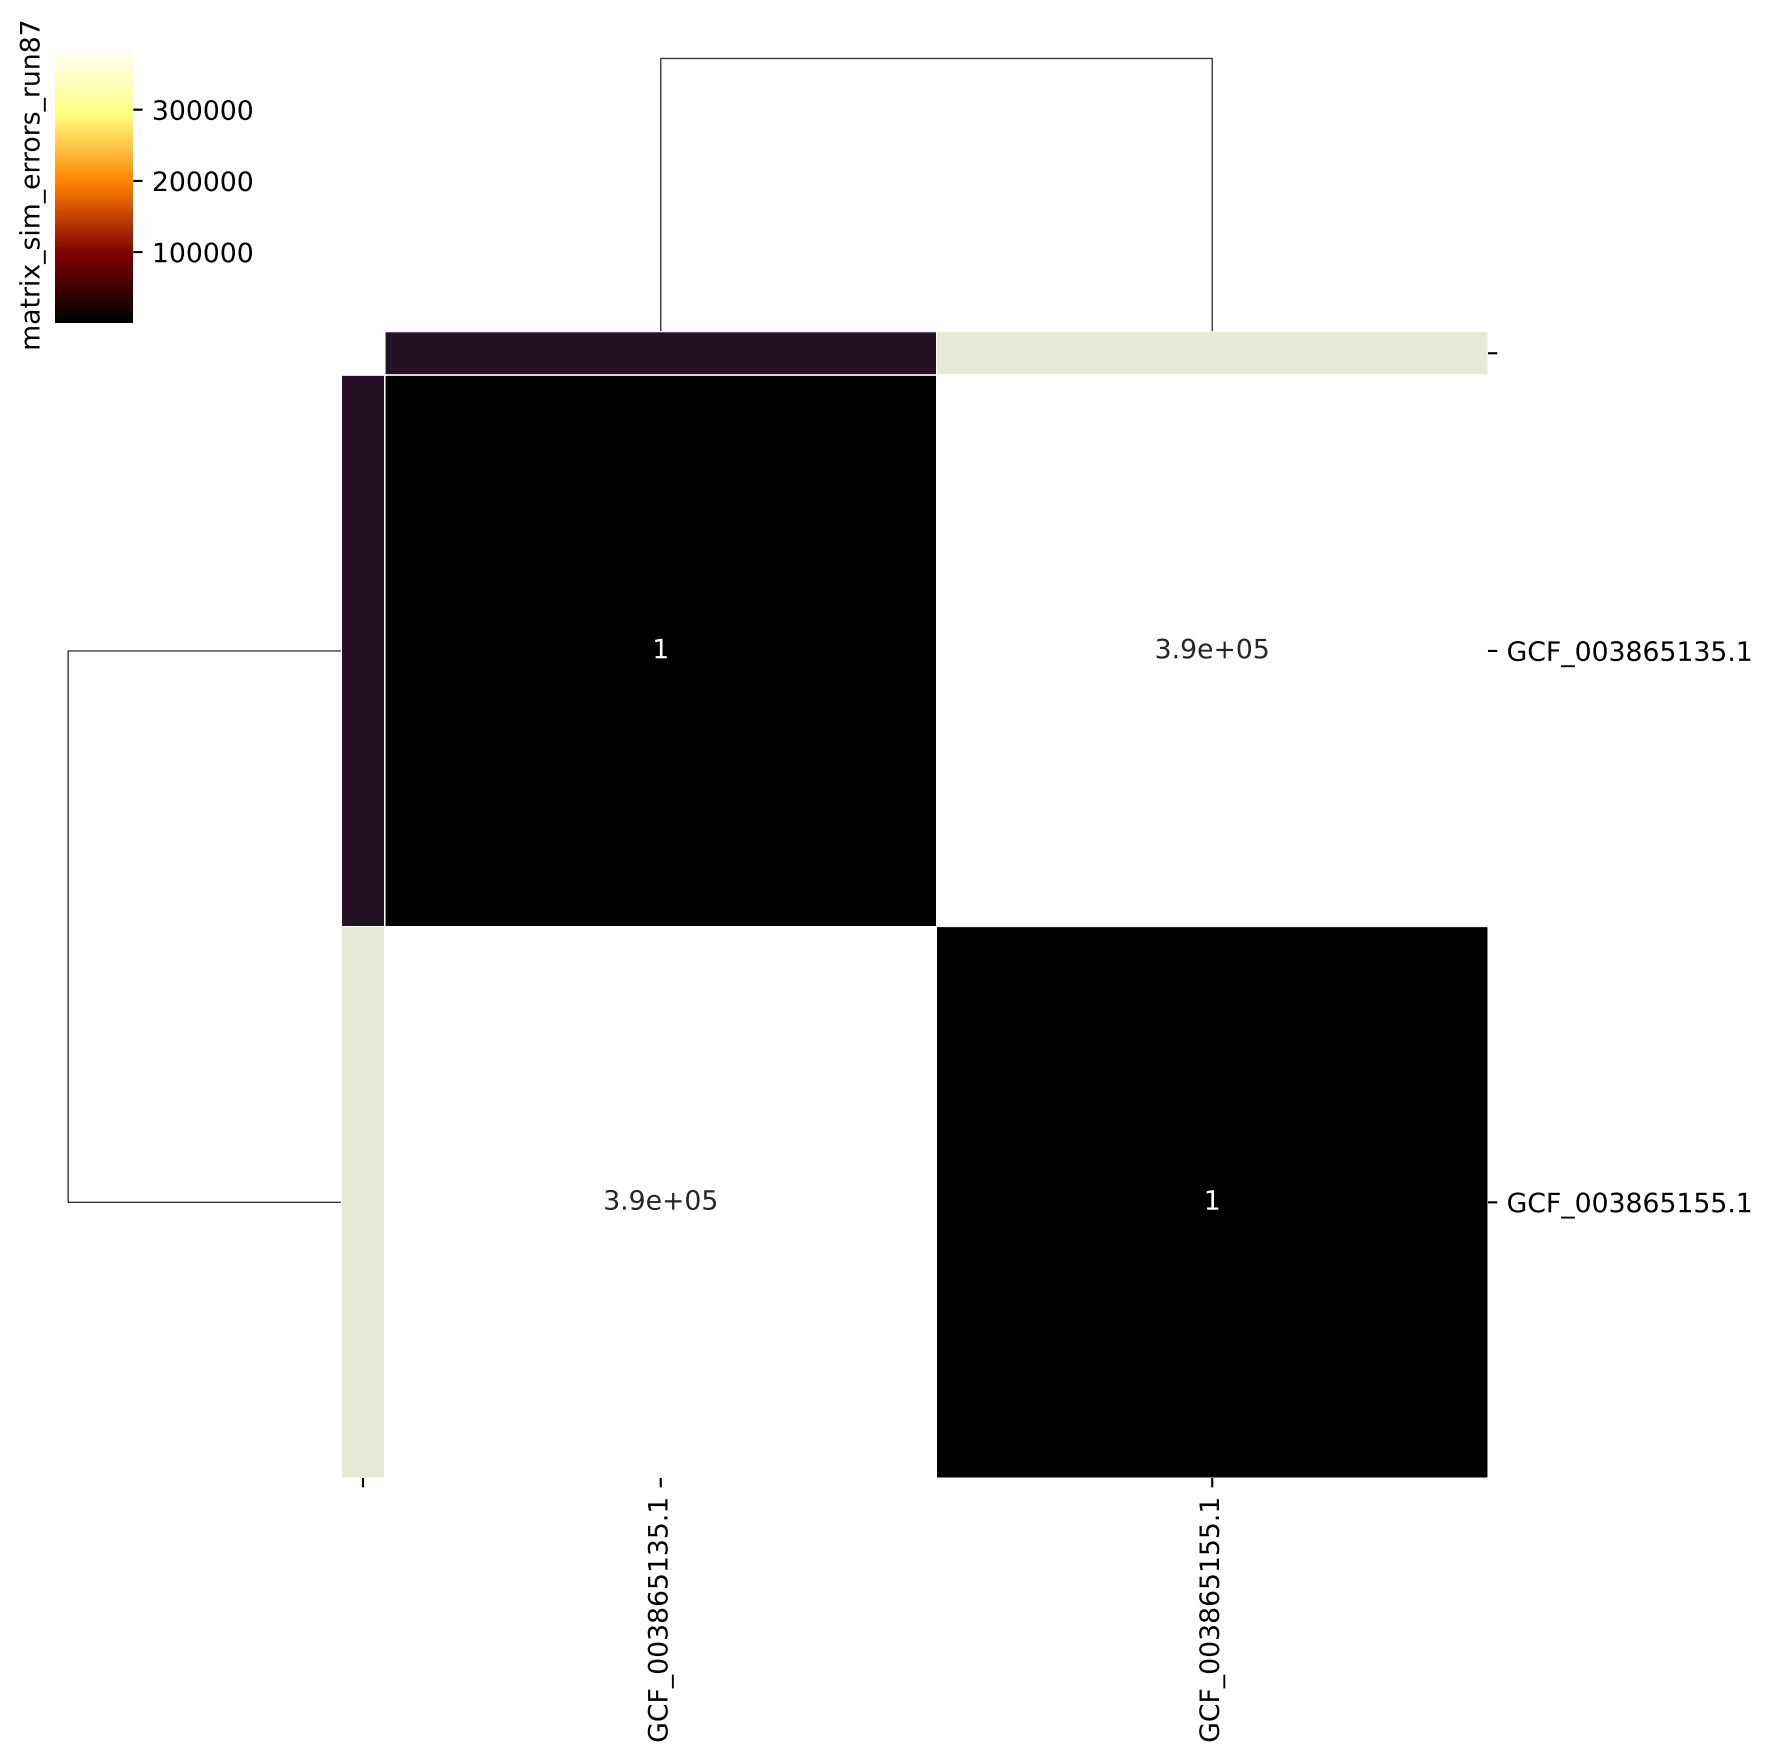 matrix_sim_errors_run87
300000
200000
100000
1
3.9e+05
GCF_003865135.1
3.9e+05
1
GCF_003865155.1
GCF_003865135.1
GCF_003865155.1